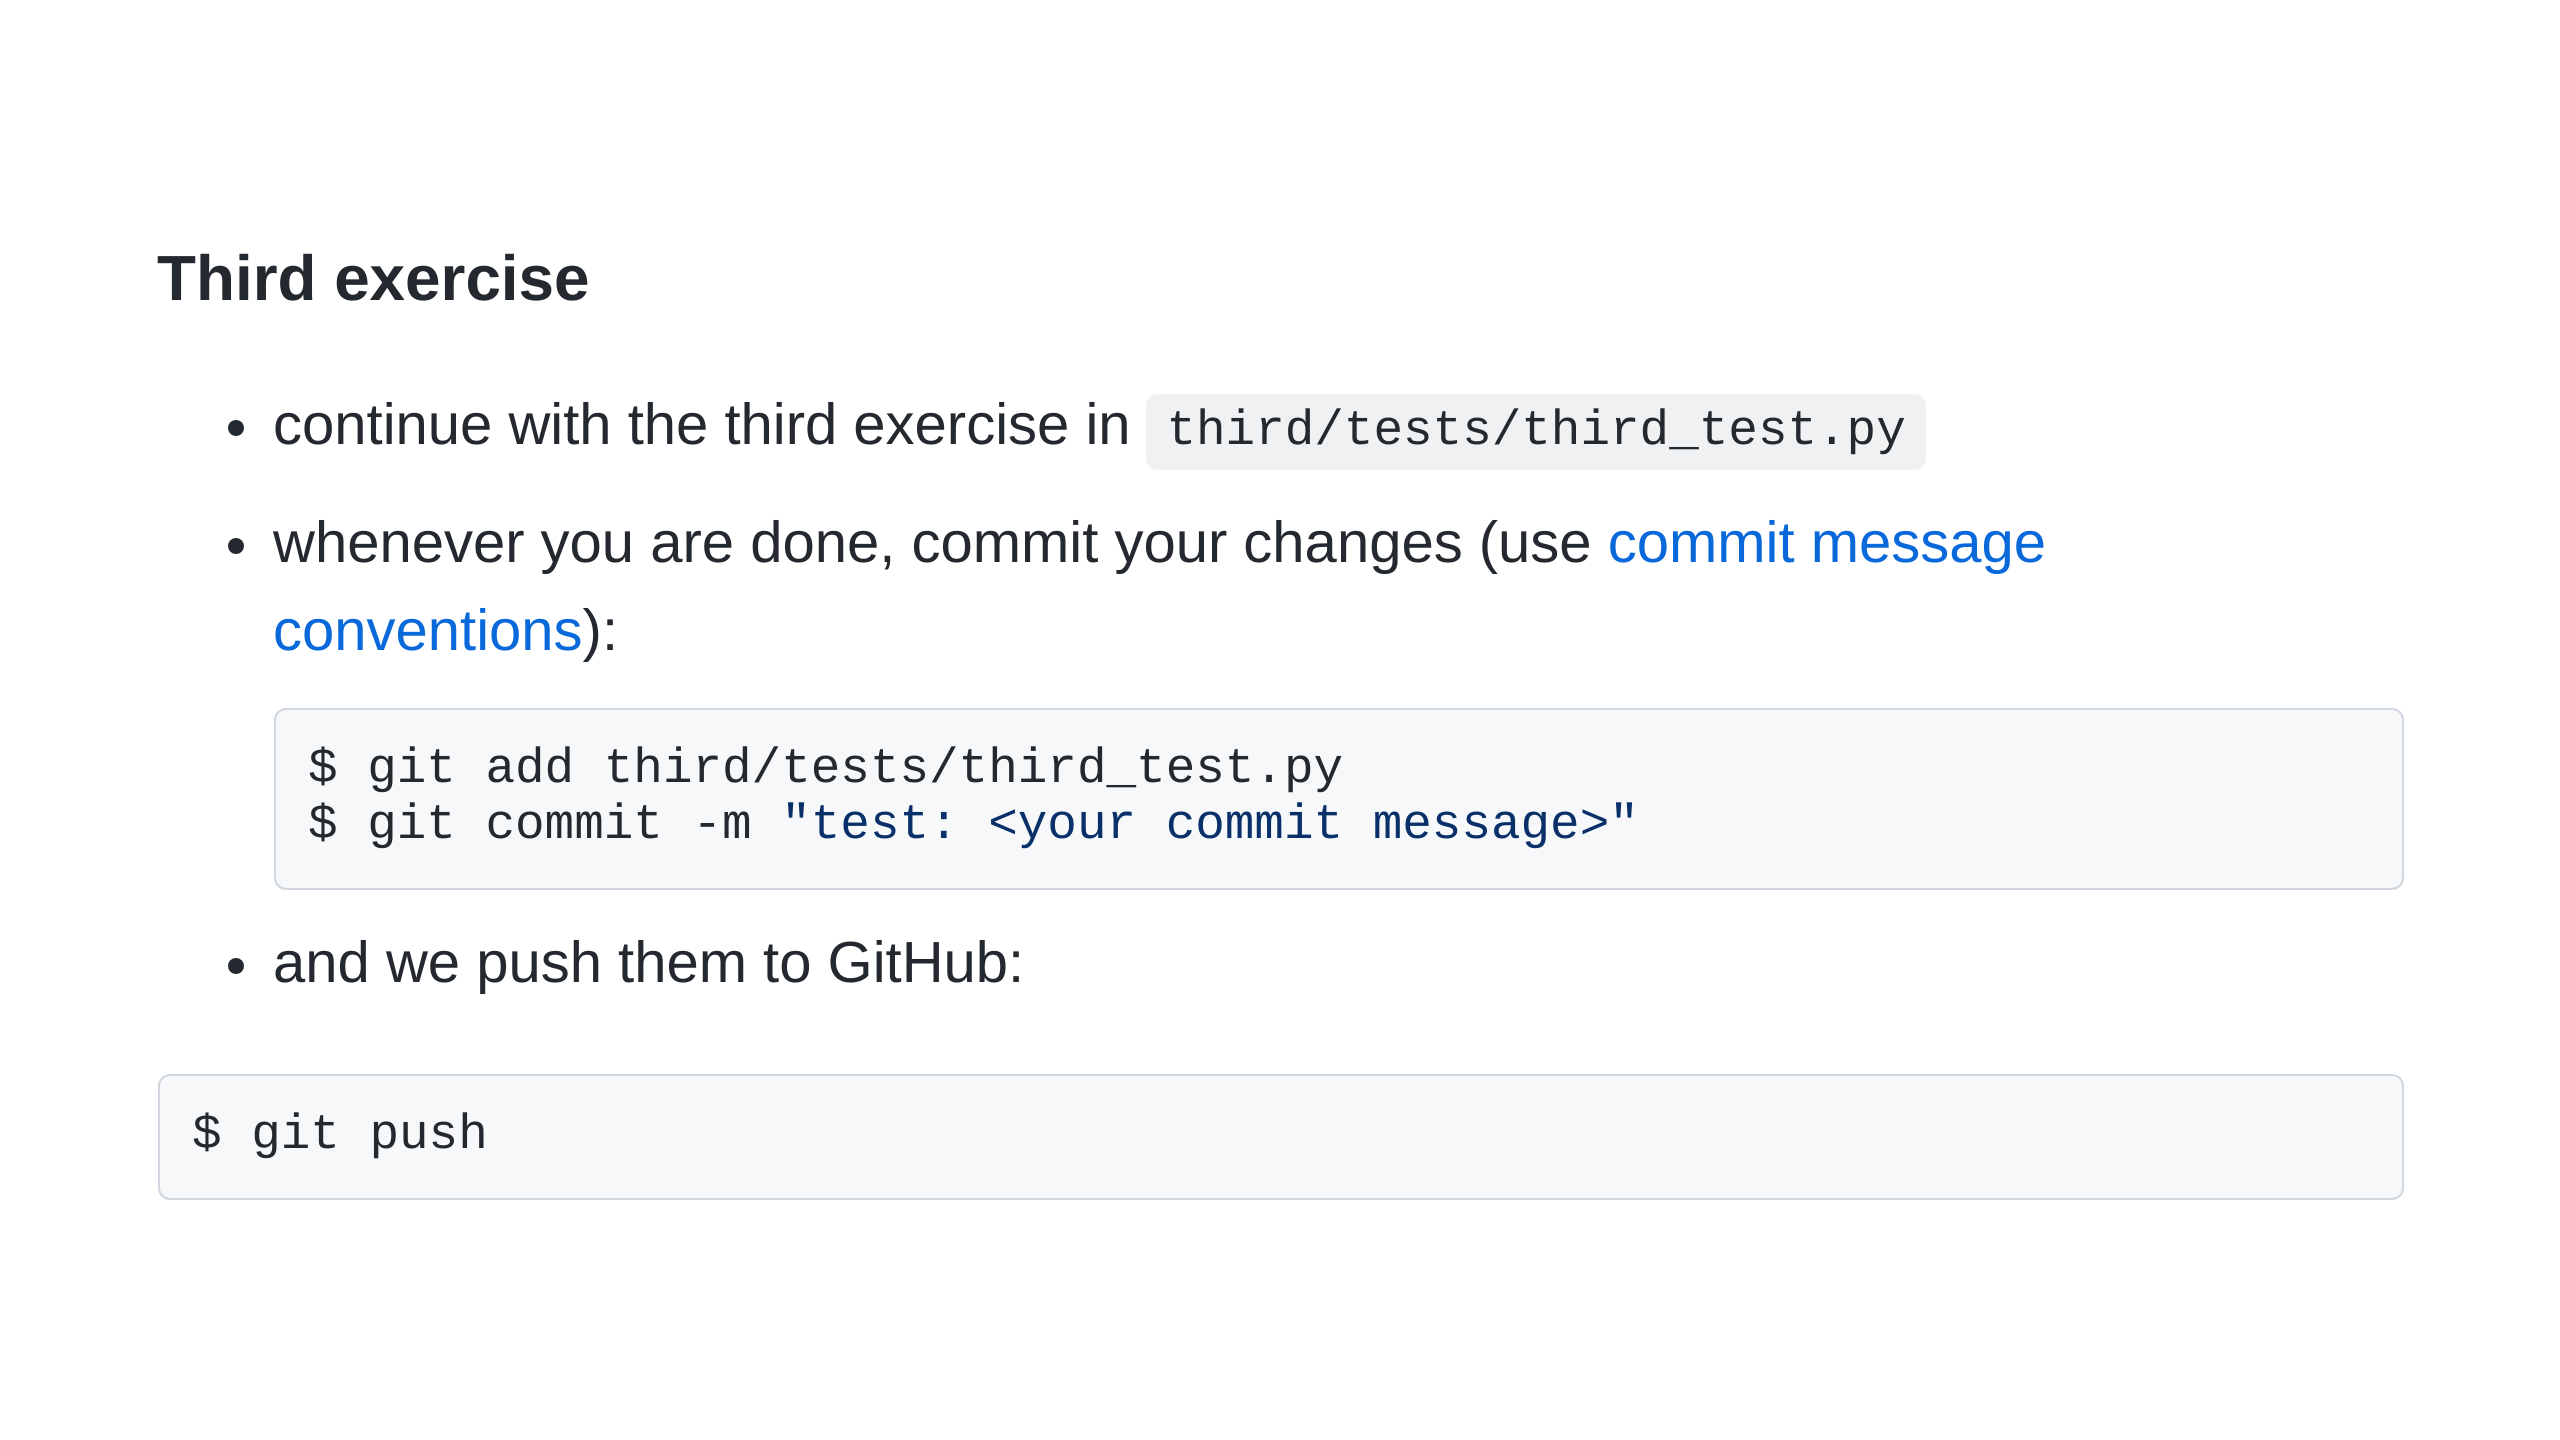 Third exercise
continue with the third exercise in third/tests/third_test.py
whenever you are done, commit your changes (use commit message
conventions):
$ git add third/tests/third_test.py
$ git commit -m "test: <your commit message>"
and we push them to GitHub:
$ git push